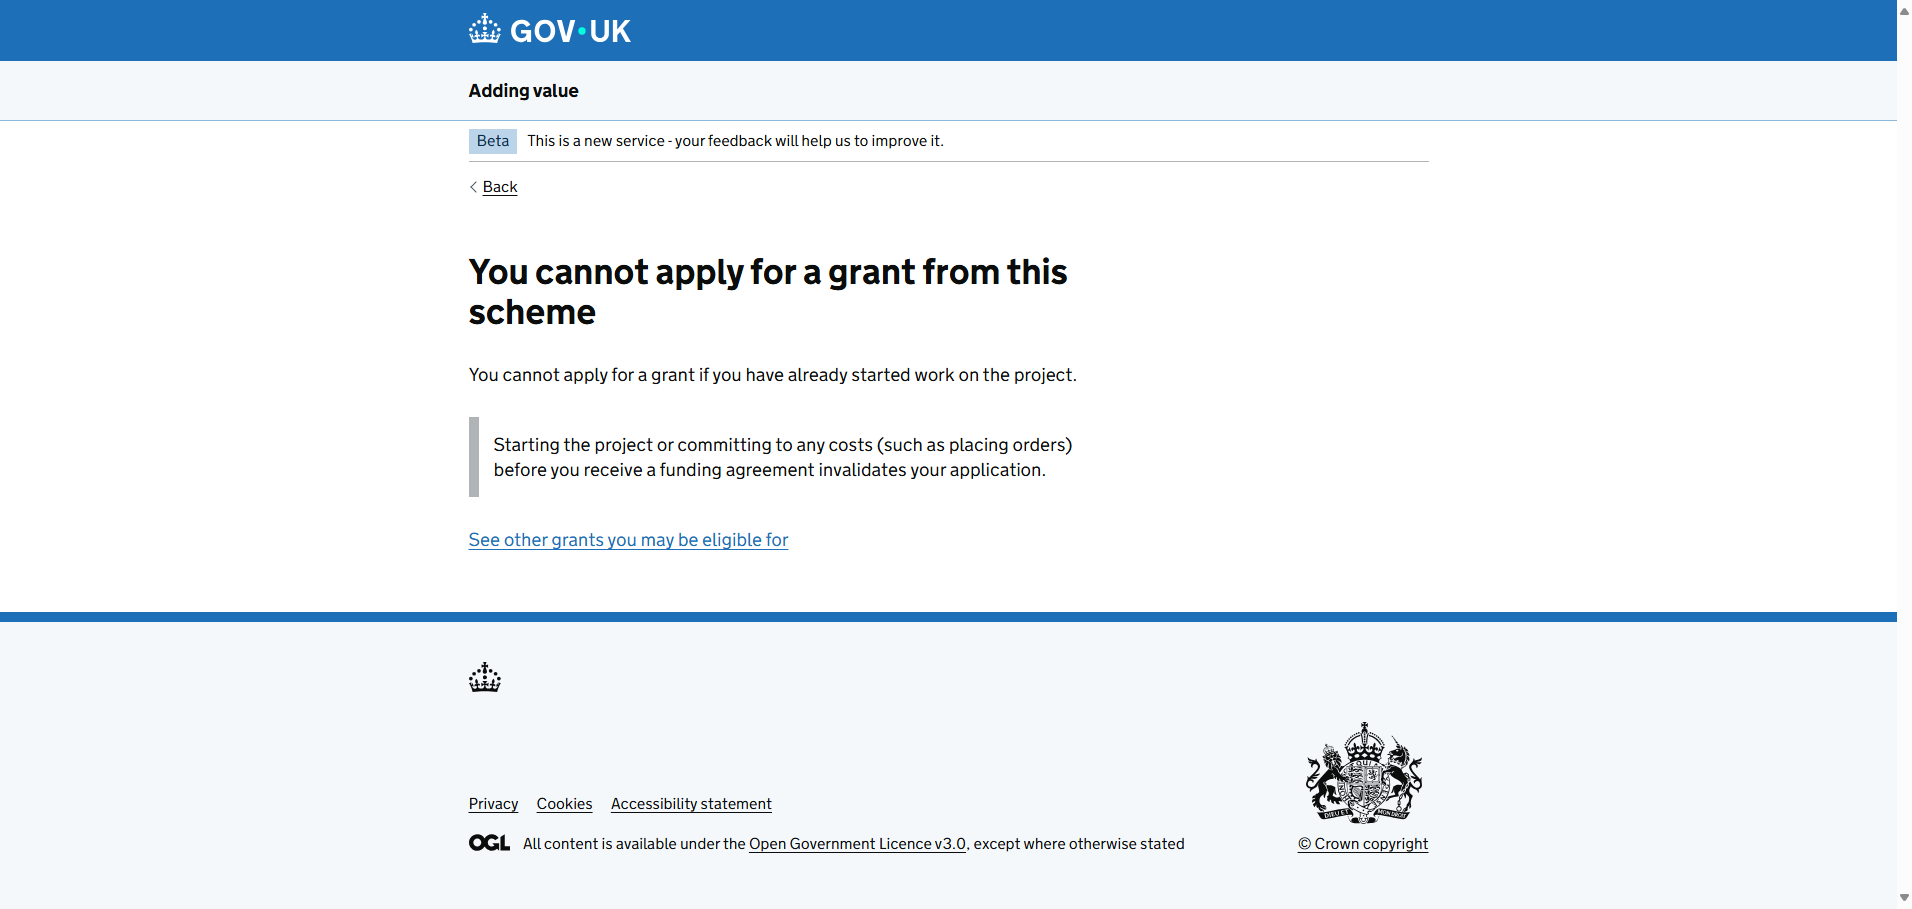 GOV·UK
Adding value
Beta This is a new service - your feedback will help us to improve it.
Back
You cannot apply for a grant from this
scheme
You cannot apply for a grant if you have already started work on the project.
Starting the project or committing to any costs (such as placing orders)
before you receive a funding agreement invalidates your application.
See other grants you may be eligible for
Privacy Cookies Accessibility statement
OGL All content is available under the Open Government Licence v3.0, except where otherwise stated
© Crown copyright